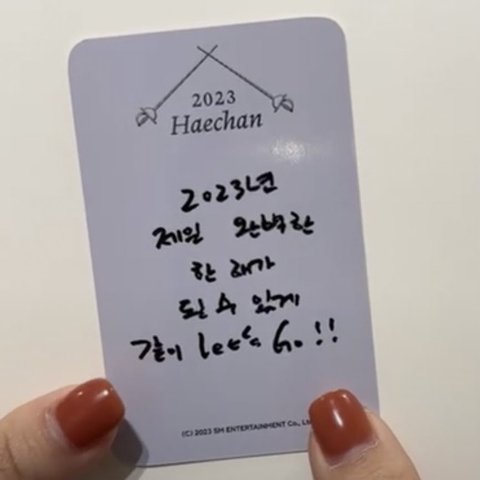 2023
Haechan
2023년
제일 완벽한
한 해가
될 수 있게
같이 let's Go!!
(C) 2023 SM ENTERTAINMENT Co., L